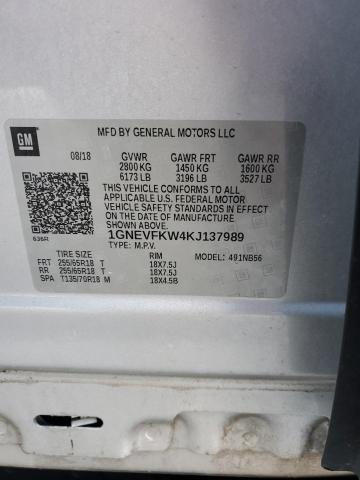 GM
MFD BY GENERAL MOTORS LLC
08/18 GVWR GAWR FRT GAWR RR
2800 KG 1450 KG 1600 KG
6173 LB 3196 LB 3527 LB
THIS VEHICLE CONFORMS TO ALL
APPLICABLE U.S. FEDERAL MOTOR
VEHICLE SAFETY AND THEFT PREVENTION
STANDARDS IN EFFECT ON THE DATE OF
MANUFACTURE SHOWN ABOVE.
636R
1GNEVFKW4KJ137989
TYPE: M.P.V.
TIRE SIZE RIM MODEL: 491NB56
FRT 255/65R18 T 18X7.5J
RR 255/65R18 T 18X7.5J
SPA T135/70R18 M 18X4.5B